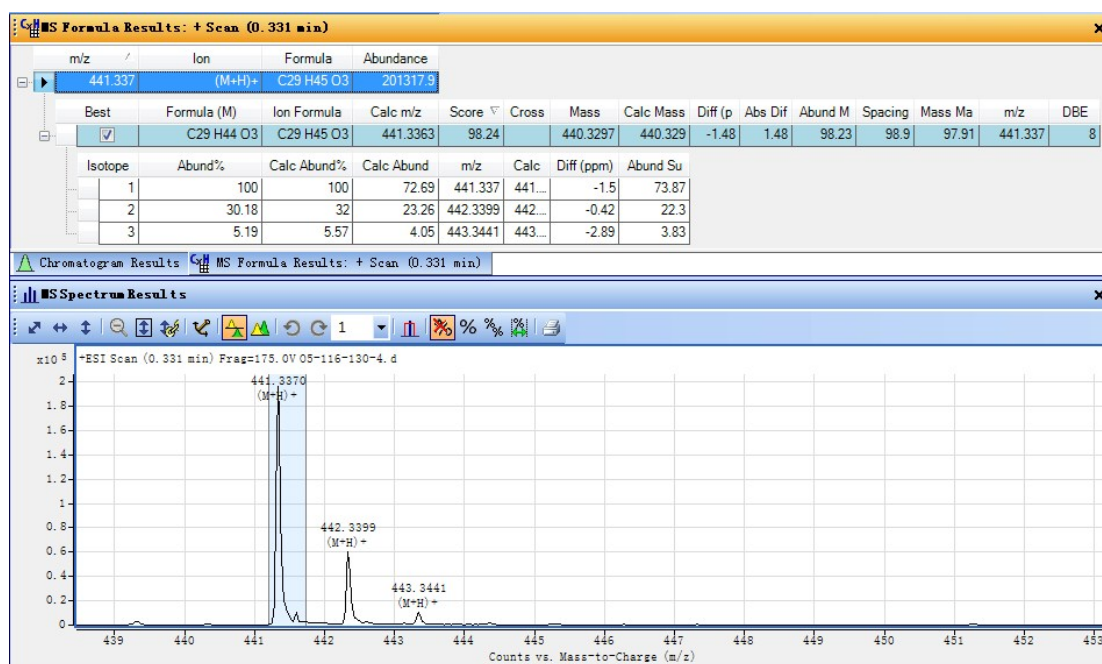 MS Formula Results: + Scan (0.331 min)
m/z Ion Formula Abundance
441.337 (M+H)+ C29 H45 O3 201317.9
Best Formula (M) Ion Formula Calc m/z Score Cross Mass Calc Mass Diff (p Abs Dif Abund M Spacing Mass Ma m/z DBE
C29 H44 O3 C29 H45 O3 441.3363 98.24 440.3297 440.329 -1.48 1.48 98.23 98.9 97.91 441.337 8
Isotope Abund% Calc Abund% Calc Abund m/z Calc Diff (ppm) Abund Su
1 100 100 72.69 441.337 441.... -1.5 73.87
2 30.18 32 23.26 442.3399 442.... -0.42 22.3
3 5.19 5.57 4.05 443.3441 443.... -2.89 3.83
Chromatogram Results MS Formula Results: + Scan (0.331 min)
MS Spectrum Results
1 % %
x10 5 +ESI Scan (0.331 min) Frag=175.0V 05-116-130-4.d
2
1.8
1.6
1.4
1.2
1
0.8
0.6
0.4
0.2
0
441.3370
(M+H)+
442.3399
(M+H)+
443.3441
(M+H)+
439 440 441 442 443 444 445 446 447 448 449 450 451 452 453
Counts vs. Mass-to-Charge (m/z)